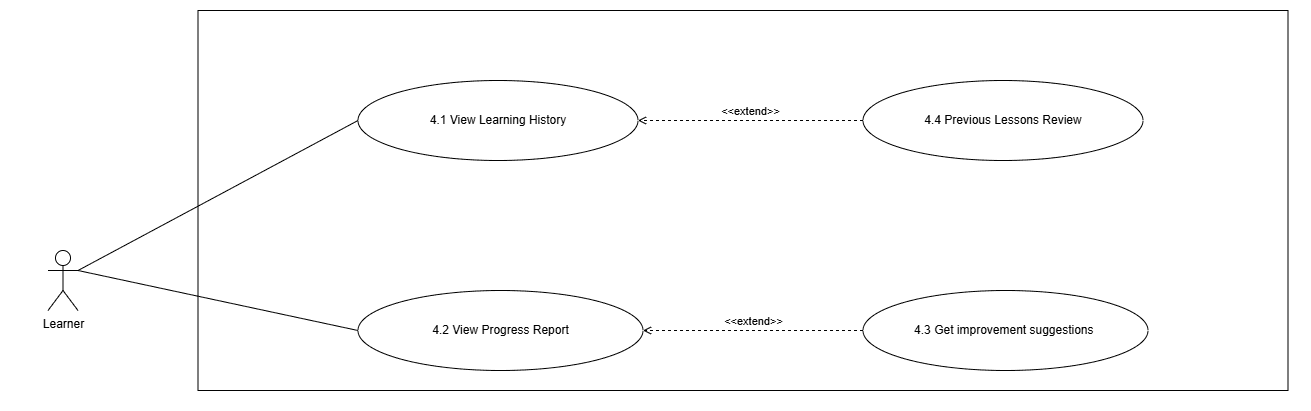 4.1 View Learning History
<<extend>>
4.4 Previous Lessons Review
Learner
4.2 View Progress Report
<<extend>>
4.3 Get improvement suggestions